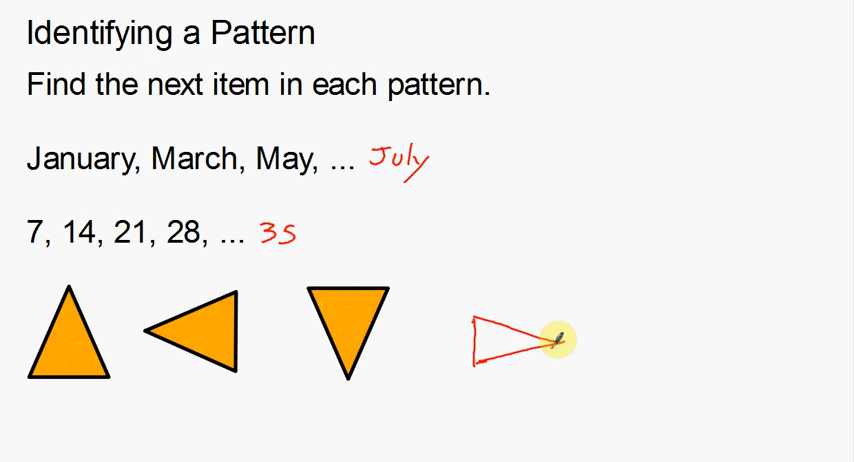 Identifying a Pattern
Find the next item in each pattern.
January, March, May, ... July
7, 14, 21, 28, ... 35